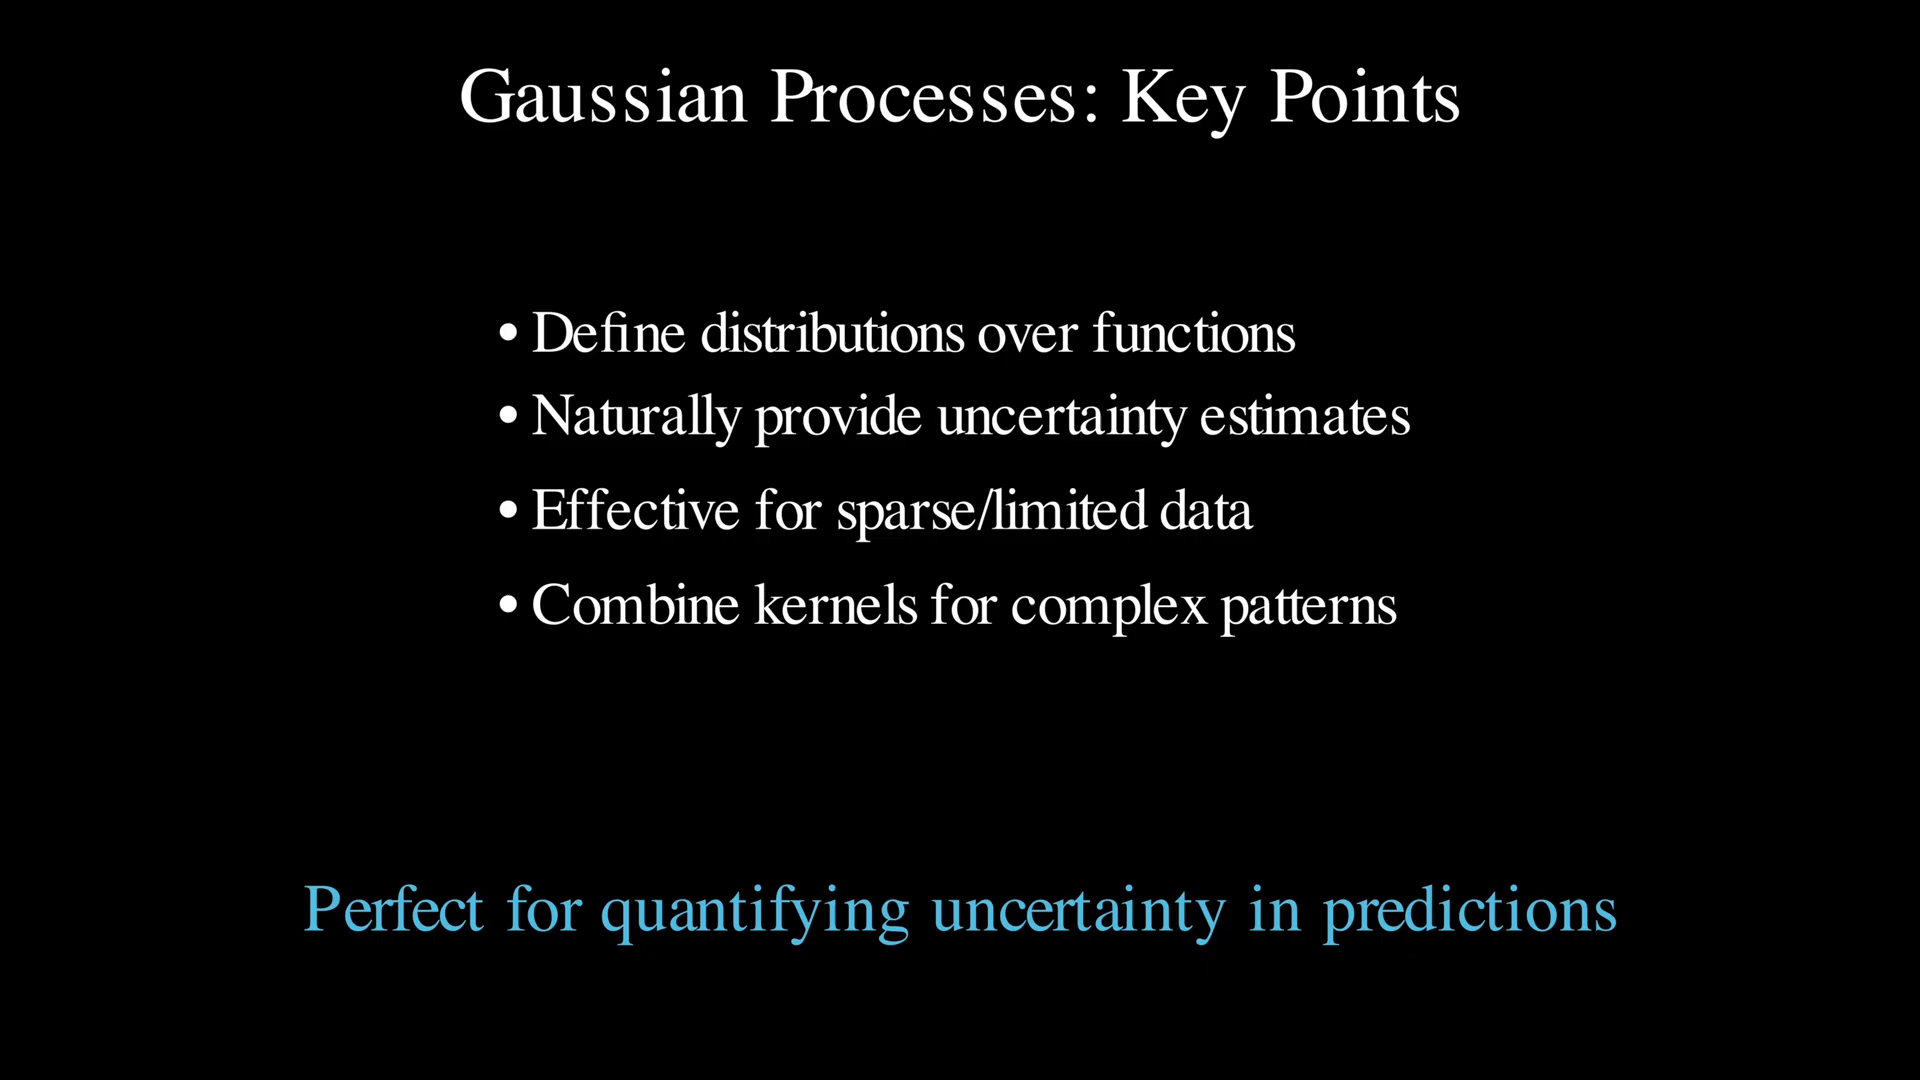 Gaussian Processes: Key Points
• Define distributions over functions
• Naturally provide uncertainty estimates
• Effective for sparse/limited data
• Combine kernels for complex patterns
Perfect for quantifying uncertainty in predictions